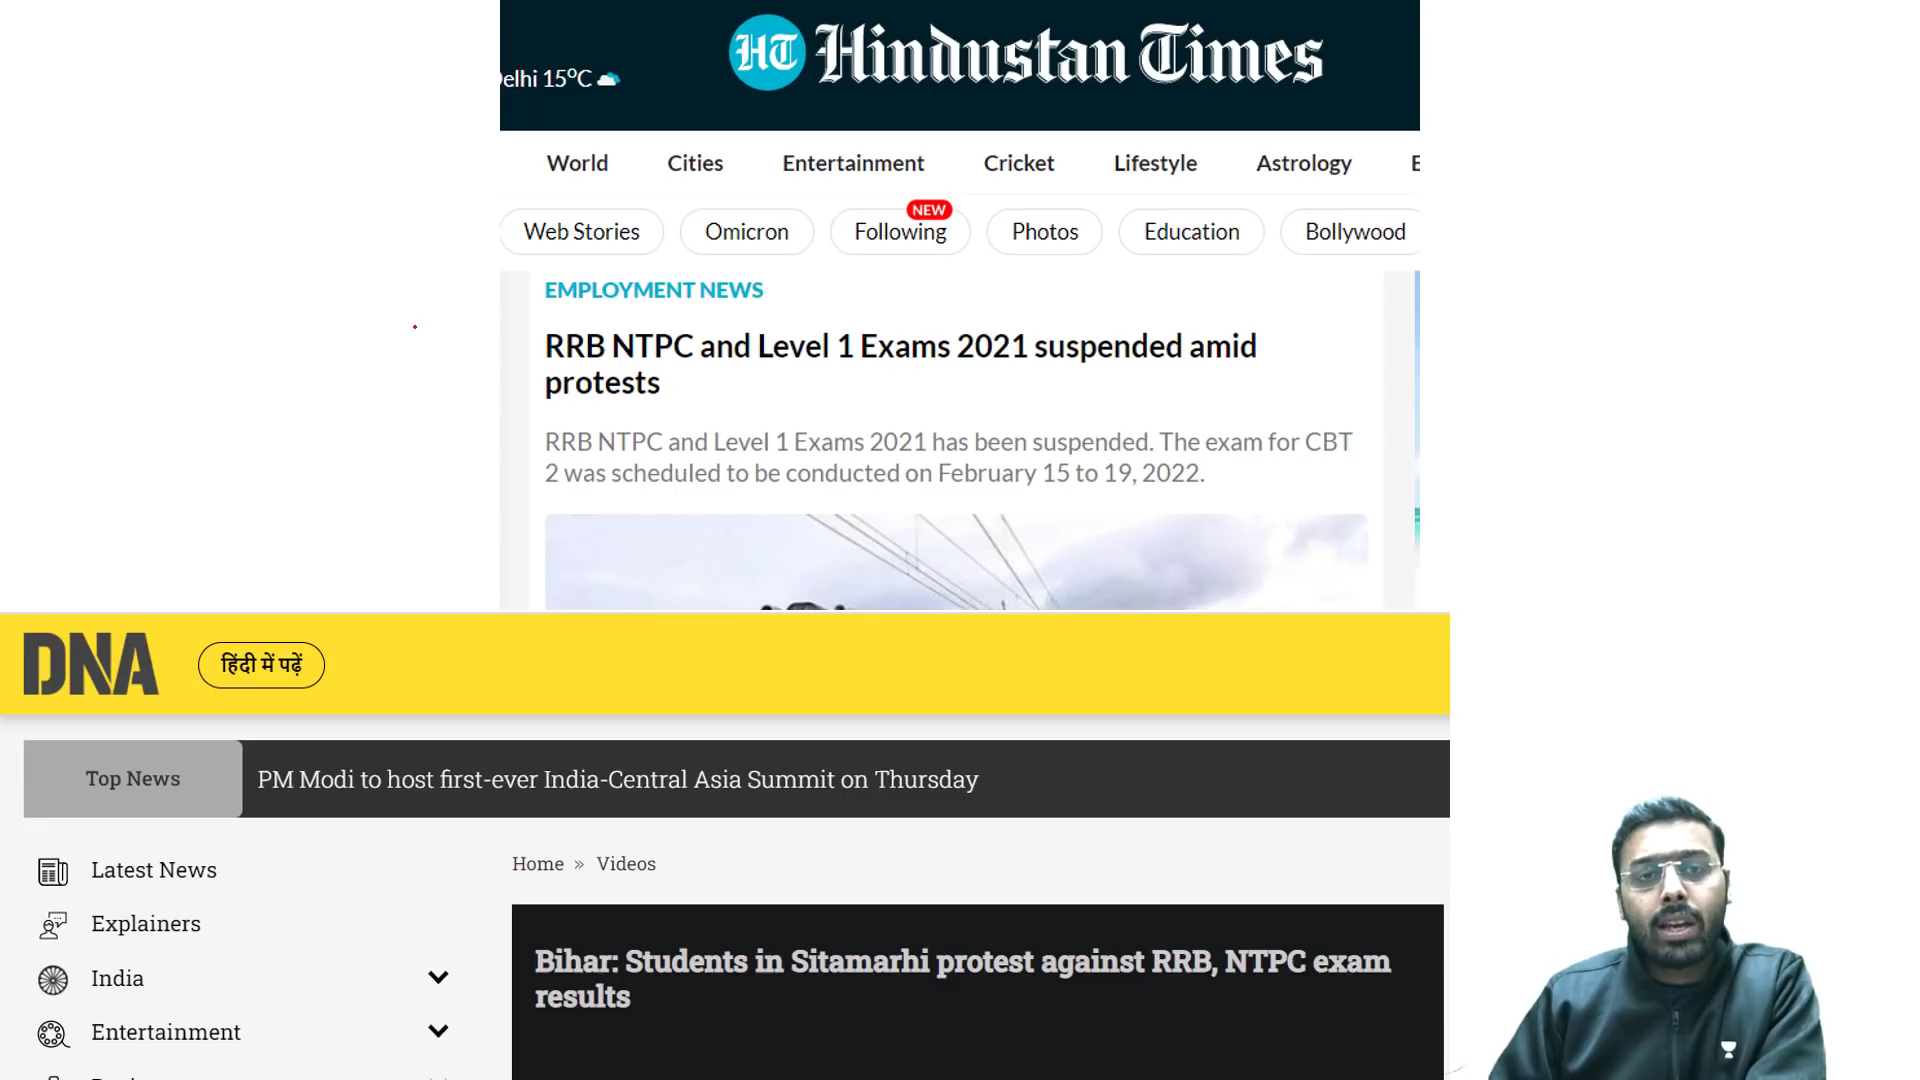 HT Hindustan Times
elhi 15°C
World Cities Entertainment Cricket Lifestyle Astrology
NEW
Web Stories Omicron Following Photos Education Bollywood
EMPLOYMENT NEWS
RRB NTPC and Level 1 Exams 2021 suspended amid
protests
RRB NTPC and Level 1 Exams 2021 has been suspended. The exam for CBT
2 was scheduled to be conducted on February 15 to 19, 2022.
DNA हिंदी में पढ़ें
Top News PM Modi to host first-ever India-Central Asia Summit on Thursday
Home » Videos
Latest News
Explainers
India
Entertainment
Bihar: Students in Sitamarhi protest against RRB, NTPC exam
results